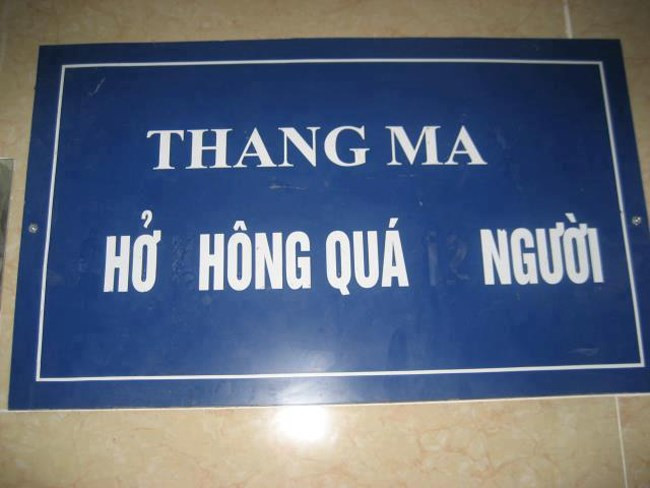 THANG MA
HỞ HÔNG QUÁ NGƯỜI